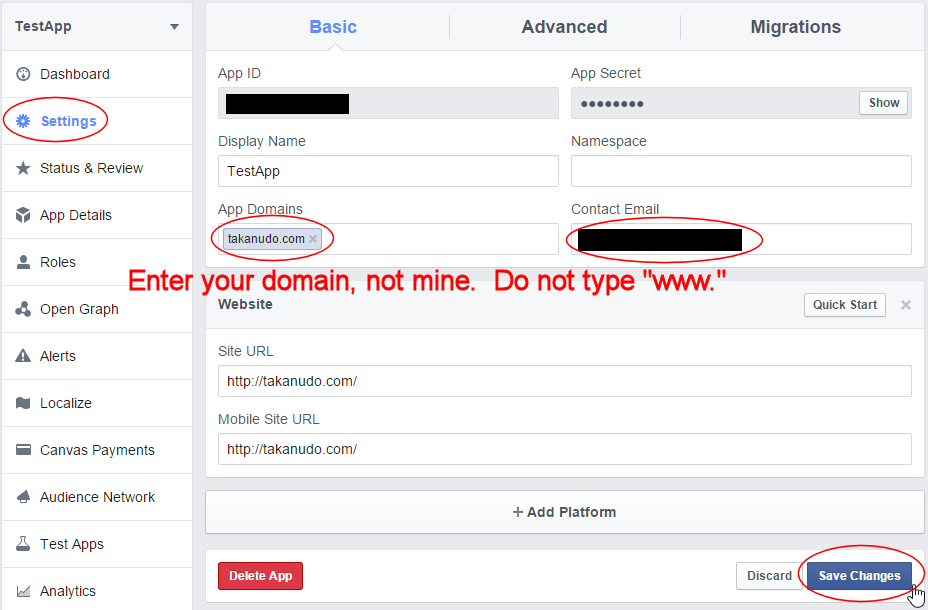 TestApp
Dashboard
Settings
Status & Review
App Details
Roles
Open Graph
Alerts
Localize
Canvas Payments
Audience Network
Test Apps
Analytics
Basic
Advanced
Migrations
App ID
App Secret
●●●●●●●●
Show
Display Name
Namespace
TestApp
App Domains
Contact Email
takanudo.com ×
Enter your domain, not mine. Do not type "www."
Website
Quick Start
×
Site URL
http://takanudo.com/
Mobile Site URL
http://takanudo.com/
+ Add Platform
Delete App
Discard
Save Changes